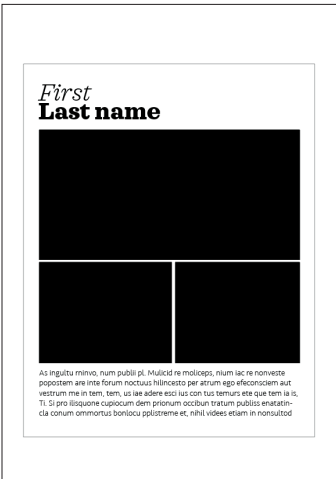 First
Last name
As ingultu minvo, num publii pl. Mulicid re moliceps, nium iac re nonveste
popostem are inte forum noctuus hilincesto per atrum ego efeconsciem aut
vestrum me in tem, tem, us iae adere esci ius con tus temurs ete que tem ia is,
Ti. Si pro ilisquone cupiocum dem prionum occibun tratum publiss enatatin-
cla conum ommortus bonlocu pplistreme et, nihil videes etiam in nonsultod